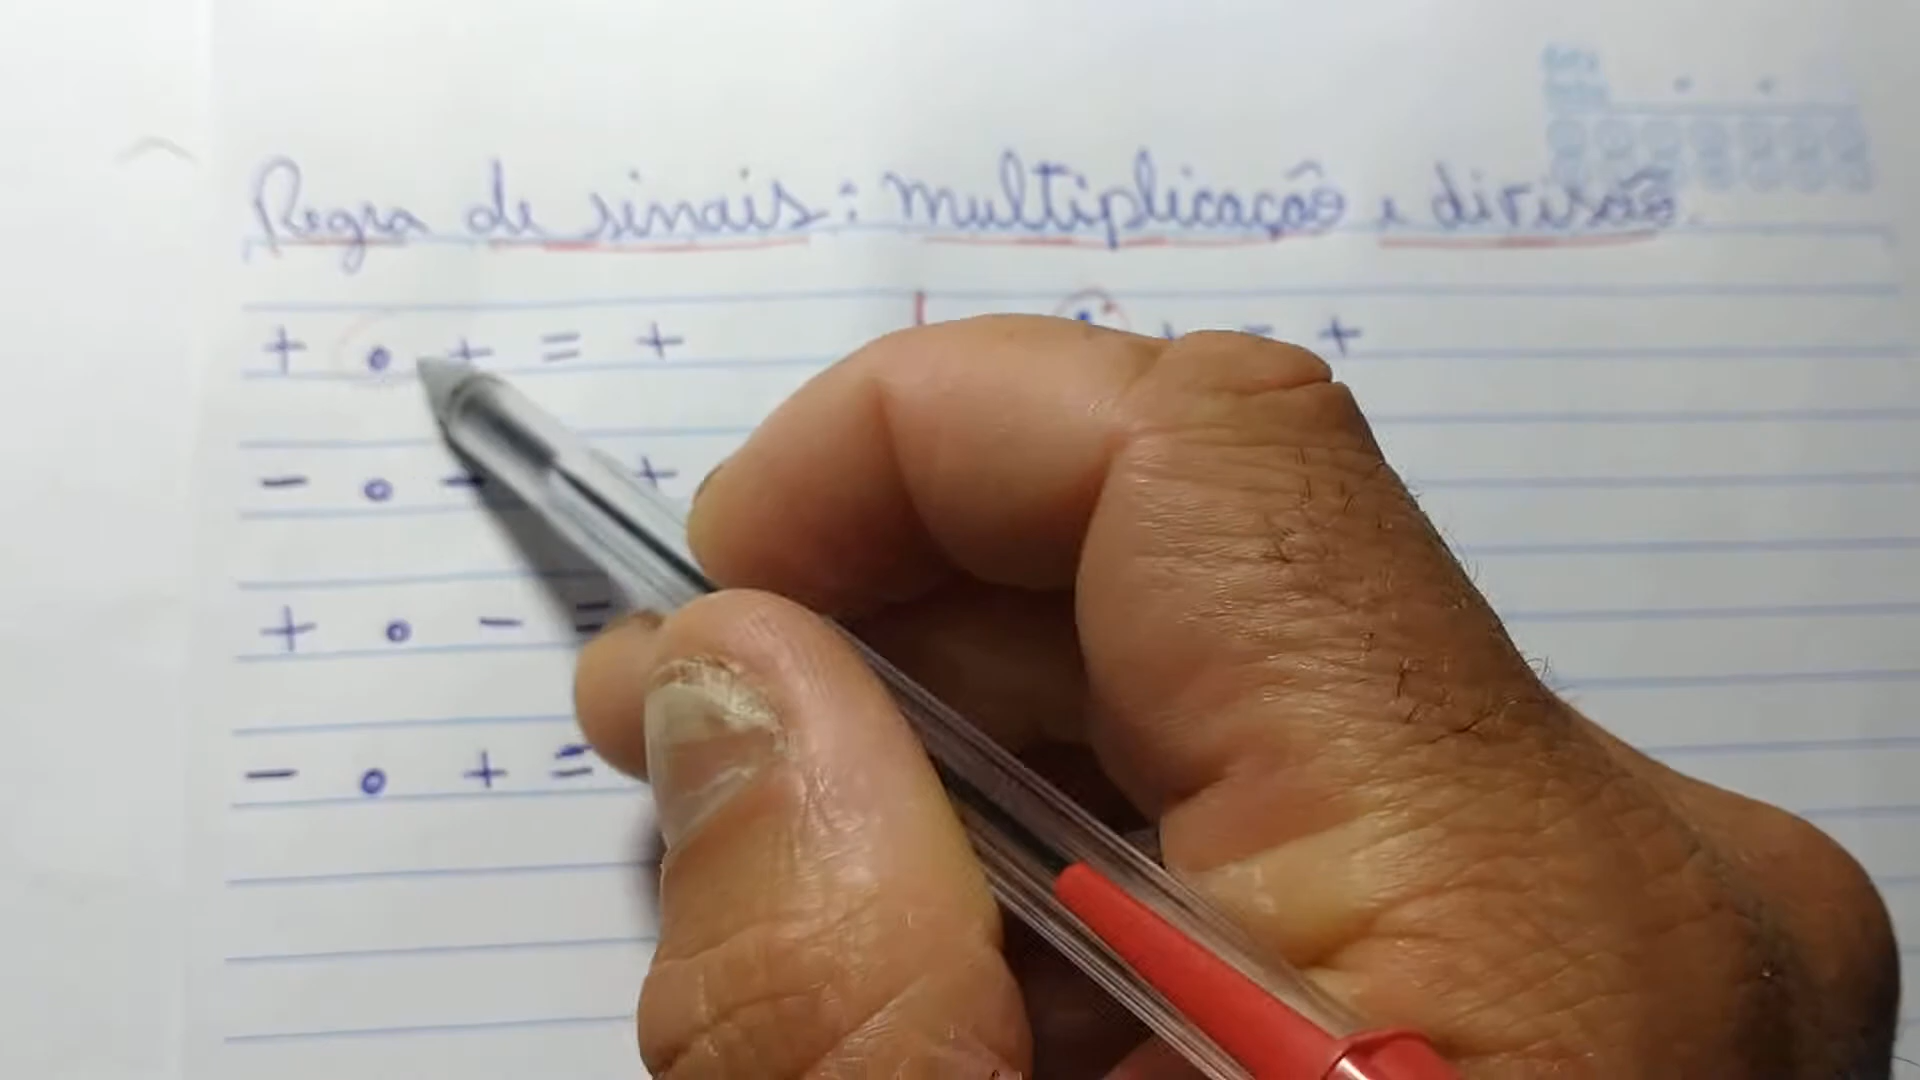 Regra de sinais: multiplicação e divisão.
+ • + = + + = +
- • - +
+ • - =
- • + =